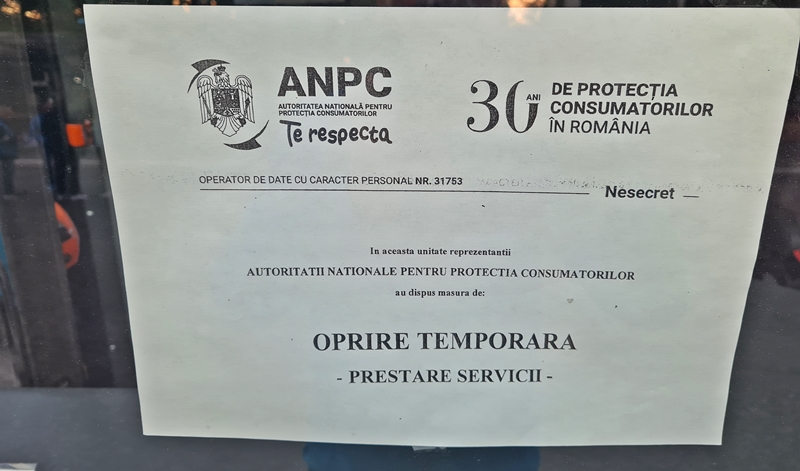 ANPC
AUTORITATEA NAȚIONALĂ PENTRU
PROTECȚIA CONSUMATORILOR
Te respecta
30 ANI
DE PROTECȚIA
CONSUMATORILOR
ÎN ROMÂNIA
OPERATOR DE DATE CU CARACTER PERSONAL NR. 31753
Nesecret
In aceasta unitate reprezentantii
AUTORITATII NATIONALE PENTRU PROTECTIA CONSUMATORILOR
au dispus masura de:
OPRIRE TEMPORARA
- PRESTARE SERVICII -